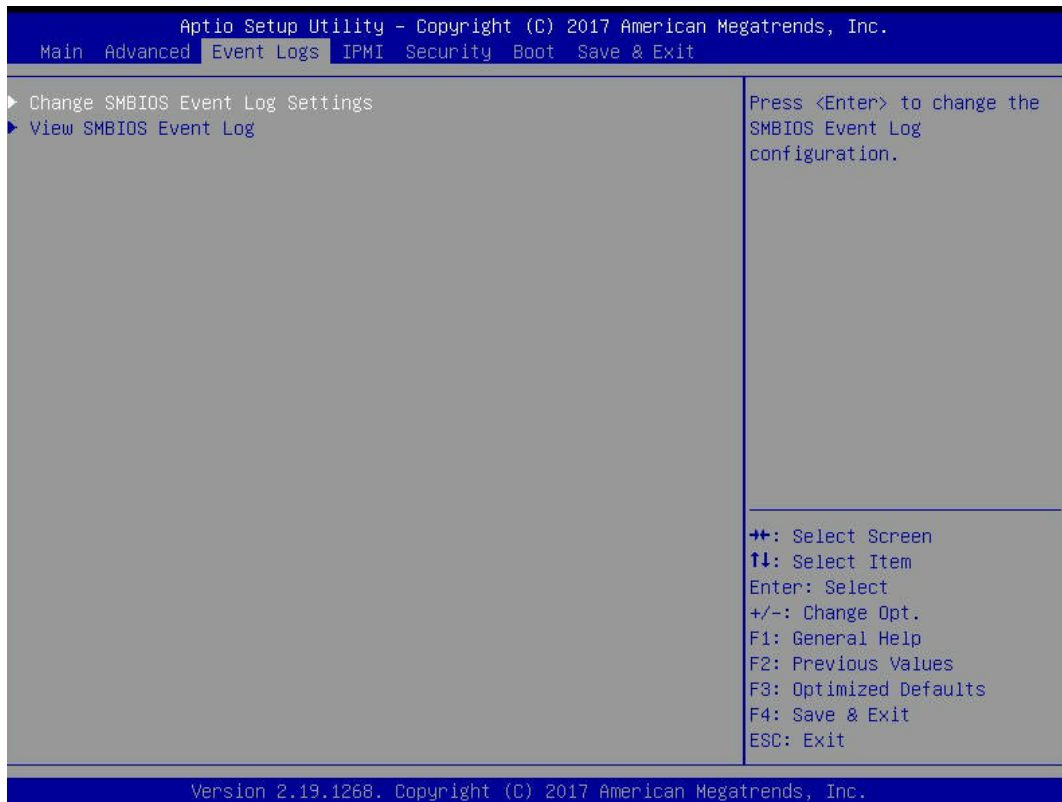 Aptio Setup Utility – Copyright (C) 2017 American Megatrends, Inc.
Main Advanced Event Logs IPMI Security Boot Save & Exit
Change SMBIOS Event Log Settings
View SMBIOS Event Log
Press <Enter> to change the
SMBIOS Event Log
configuration.
→←: Select Screen
↑↓: Select Item
Enter: Select
+/-: Change Opt.
F1: General Help
F2: Previous Values
F3: Optimized Defaults
F4: Save & Exit
ESC: Exit
Version 2.19.1268. Copyright (C) 2017 American Megatrends, Inc.